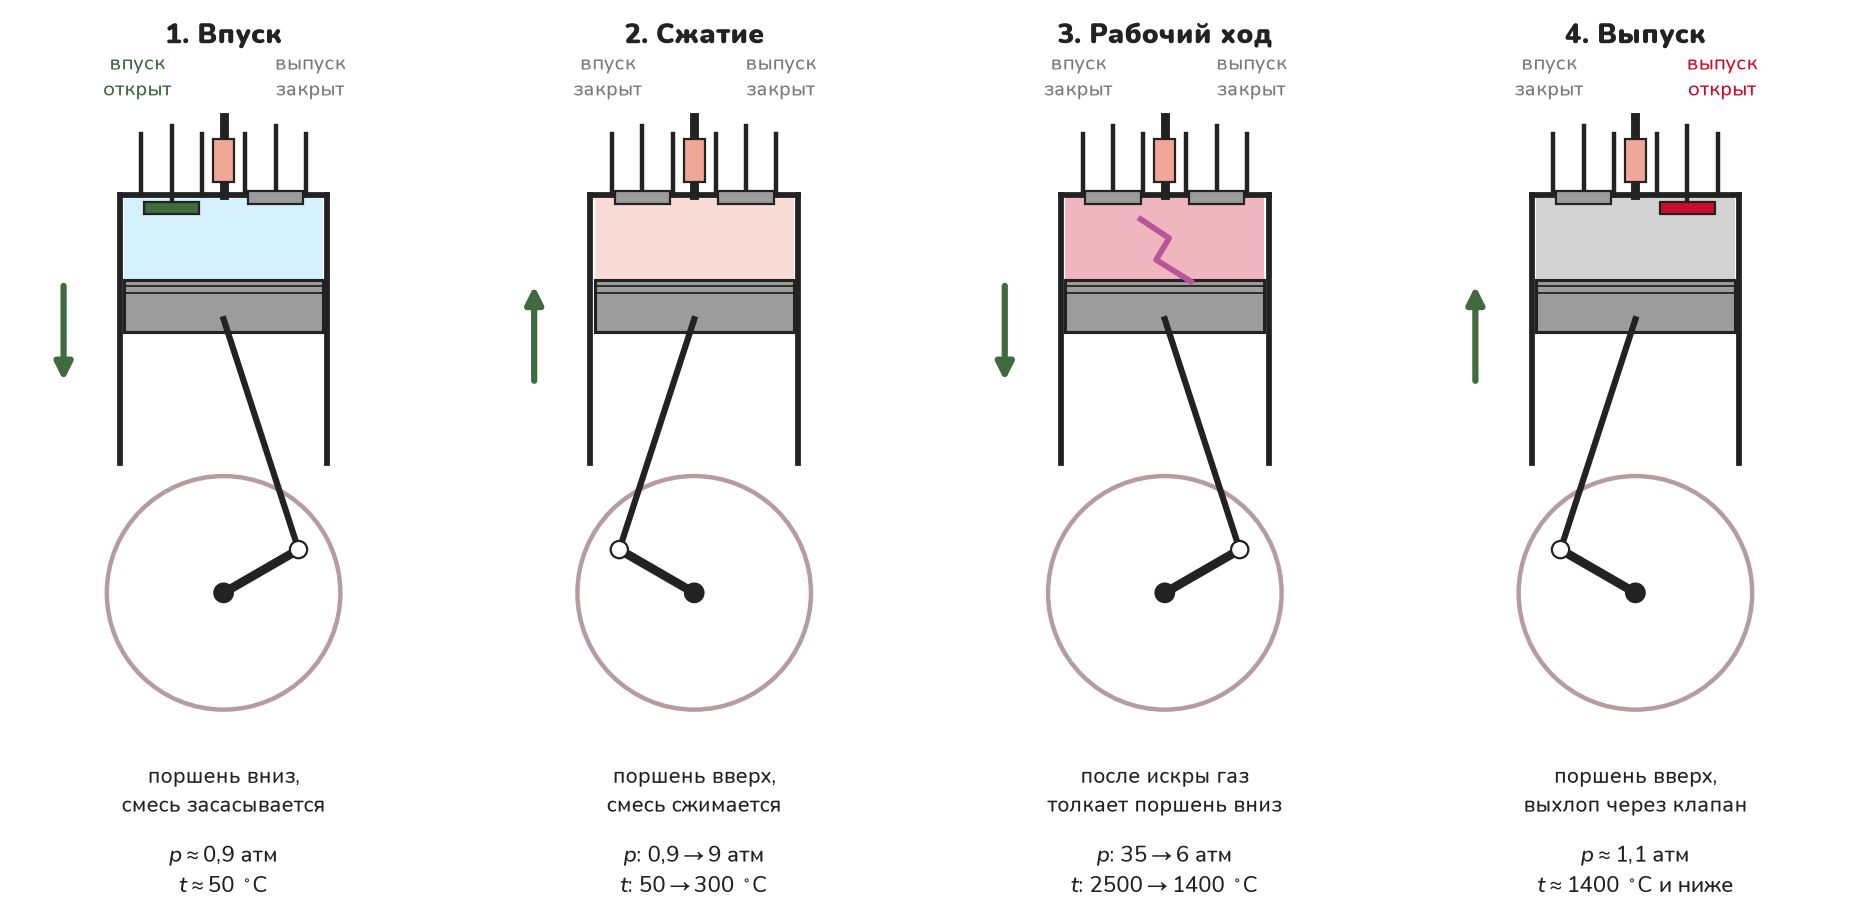 1. Впуск
впуск
открыт
выпуск
закрыт
поршень вниз,
смесь засасывается
p ≈ 0,9 атм
t ≈ 50 °C
2. Сжатие
впуск
закрыт
выпуск
закрыт
поршень вверх,
смесь сжимается
p: 0,9 → 9 атм
t: 50 → 300 °C
3. Рабочий ход
впуск
закрыт
выпуск
закрыт
после искры газ
толкает поршень вниз
p: 35 → 6 атм
t: 2500 → 1400 °C
4. Выпуск
впуск
закрыт
выпуск
открыт
поршень вверх,
выхлоп через клапан
p ≈ 1,1 атм
t ≈ 1400 °C и ниже